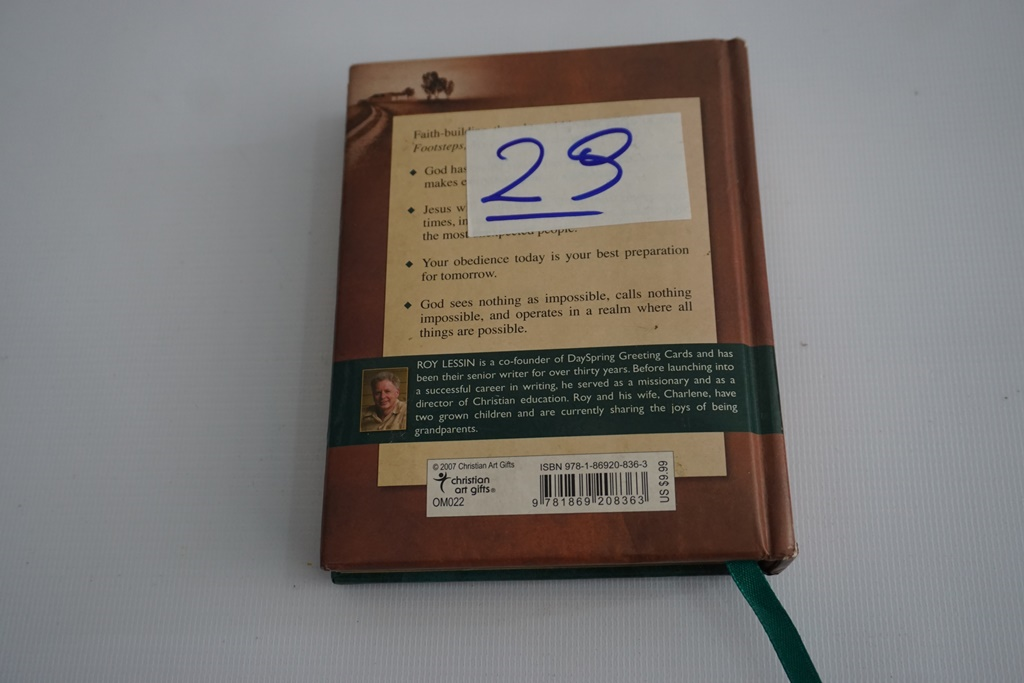 Faith-buil
Footsteps,
29
God has
makes e
Jesus w
times, in
the most unexpected people.
Your obedience today is your best preparation
for tomorrow.
God sees nothing as impossible, calls nothing
impossible, and operates in a realm where all
things are possible.
ROY LESSIN is a co-founder of DaySpring Greeting Cards and has
been their senior writer for over thirty years. Before launching into
a successful career in writing, he served as a missionary and as a
director of Christian education. Roy and his wife, Charlene, have
two grown children and are currently sharing the joys of being
grandparents.
© 2007 Christian Art Gifts
christian
art gifts®
OM022
ISBN 978-1-86920-836-3
9 781869 208363
US $9.99